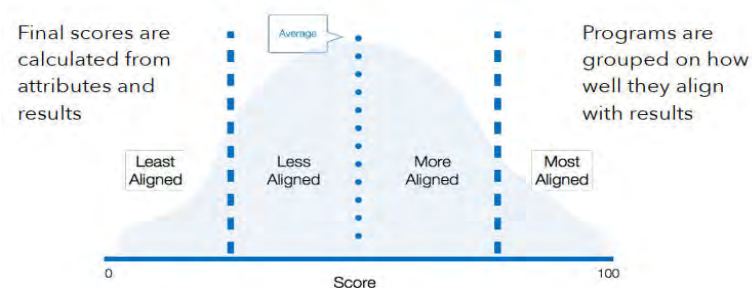 Final scores are
calculated from
attributes and
results
Average
Programs are
grouped on how
well they align
with results
Least
Aligned
Less
Aligned
More
Aligned
Most
Aligned
0
100
Score